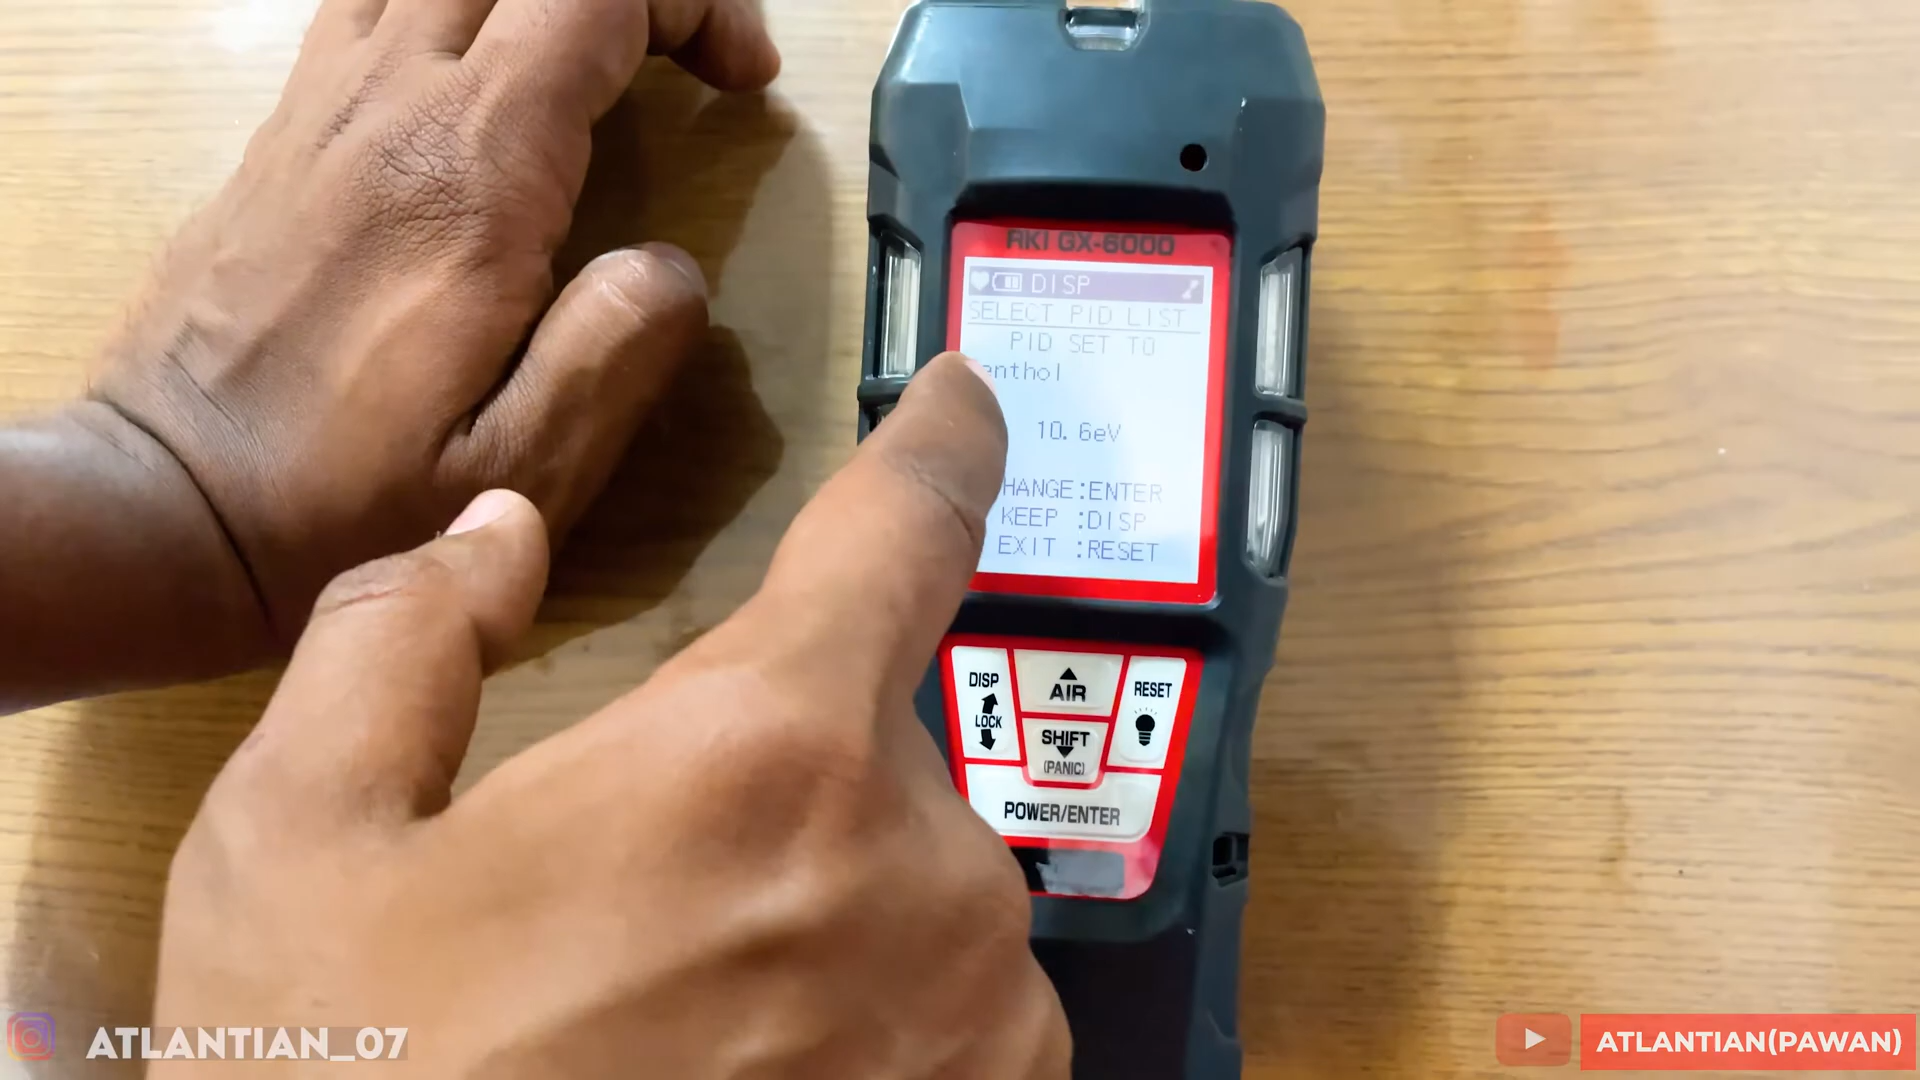 RKI GX-6000
DISP
SELECT PID LIST
PID SET TO
enthol
10.6eV
HANGE:ENTER
KEEP :DISP
EXIT :RESET
DISP
LOCK
AIR
RESET
SHIFT
(PANIC)
POWER/ENTER
ATLANTIAN_07
ATLANTIAN(PAWAN)